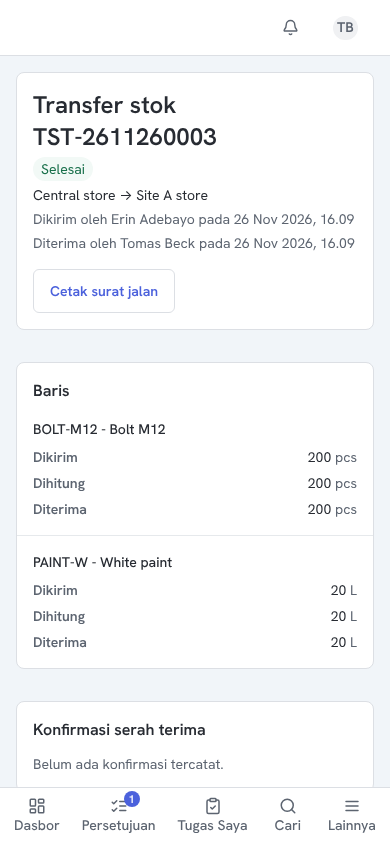 TB
Transfer stok
TST-2611260003
Selesai
Central store → Site A store
Dikirim oleh Erin Adebayo pada 26 Nov 2026, 16.09
Diterima oleh Tomas Beck pada 26 Nov 2026, 16.09
Cetak surat jalan
Baris
BOLT-M12 - Bolt M12
Dikirim 200 pcs
Dihitung 200 pcs
Diterima 200 pcs
PAINT-W - White paint
Dikirim 20 L
Dihitung 20 L
Diterima 20 L
Konfirmasi serah terima
Belum ada konfirmasi tercatat.
1
Dasbor Persetujuan Tugas Saya Cari Lainnya